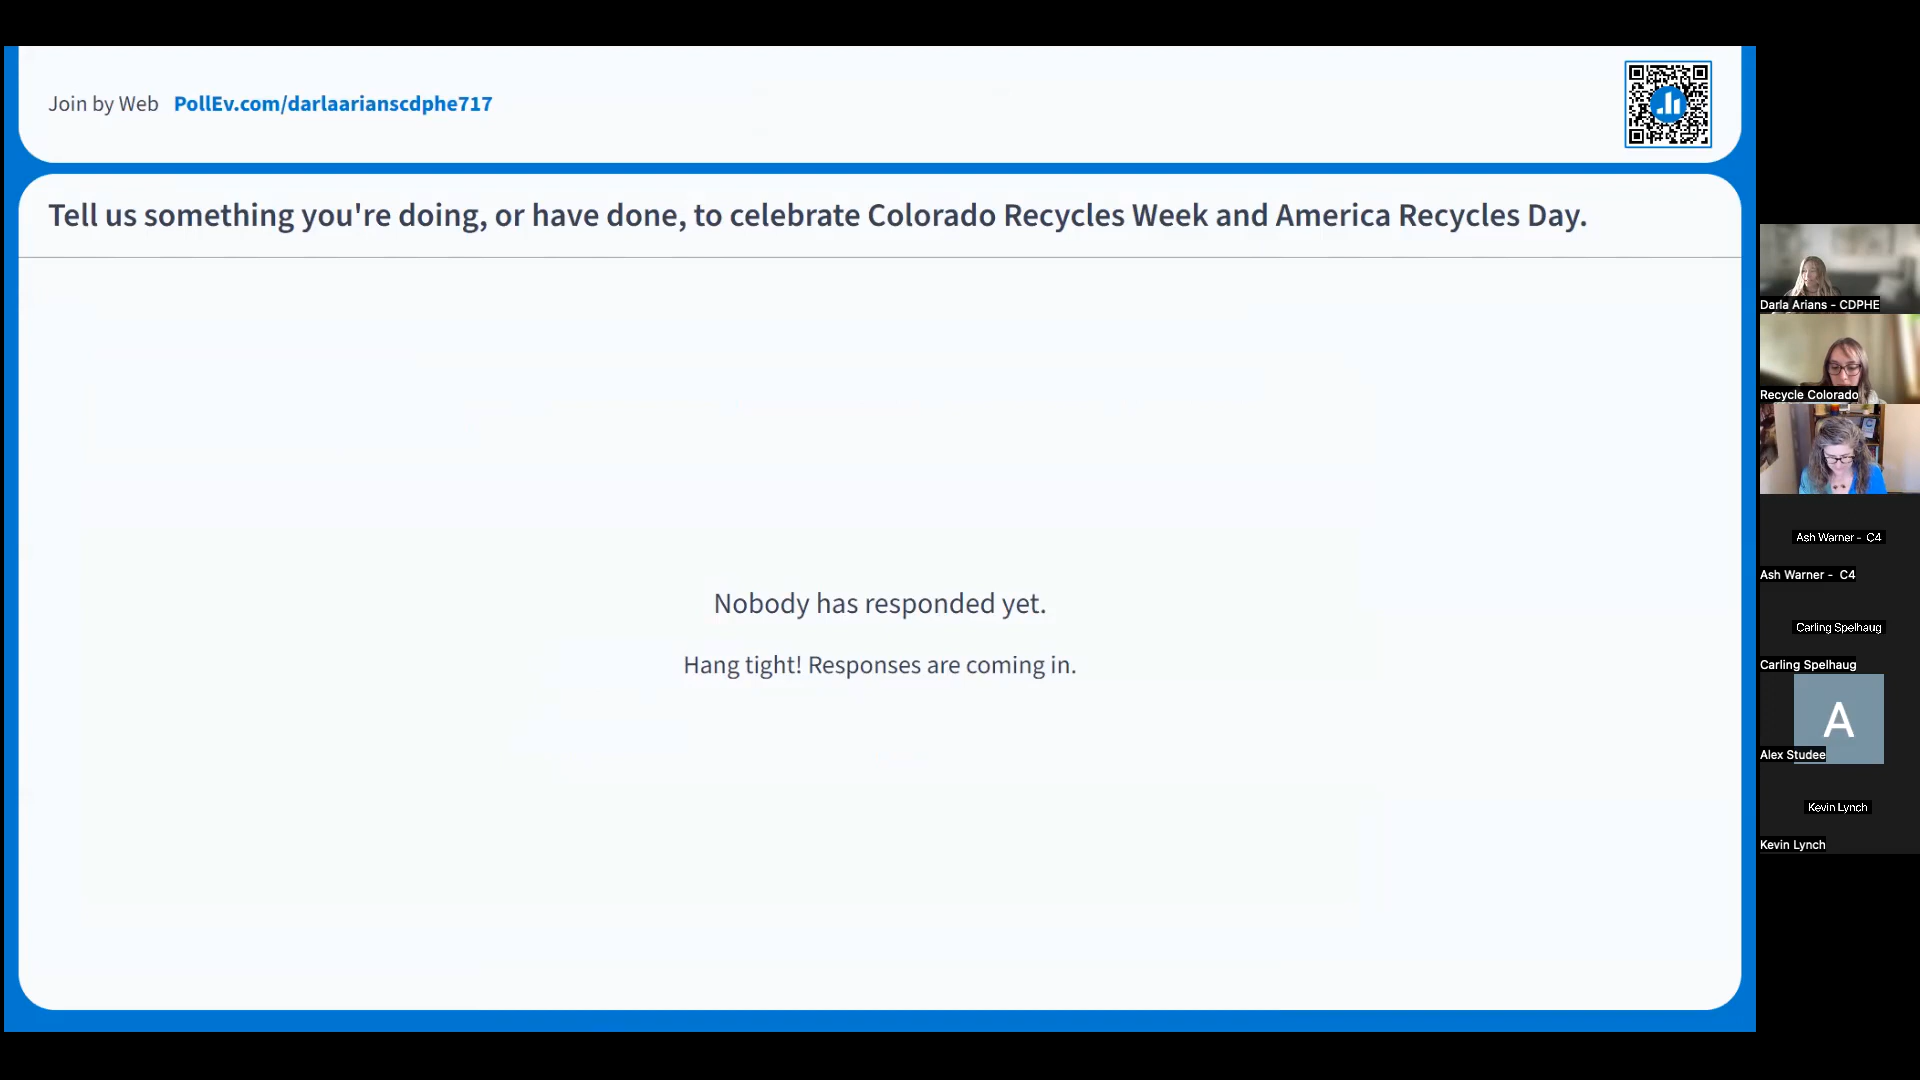 Join by Web PollEv.com/darlaarianscdphe717
Tell us something you're doing, or have done, to celebrate Colorado Recycles Week and America Recycles Day.
Nobody has responded yet.
Hang tight! Responses are coming in.
Darla Arians - CDPHE
Recycle Colorado
Ash Warner - C4
Ash Warner - C4
Carling Spelhaug
Carling Spelhaug
A
Alex Studee
Kevin Lynch
Kevin Lynch